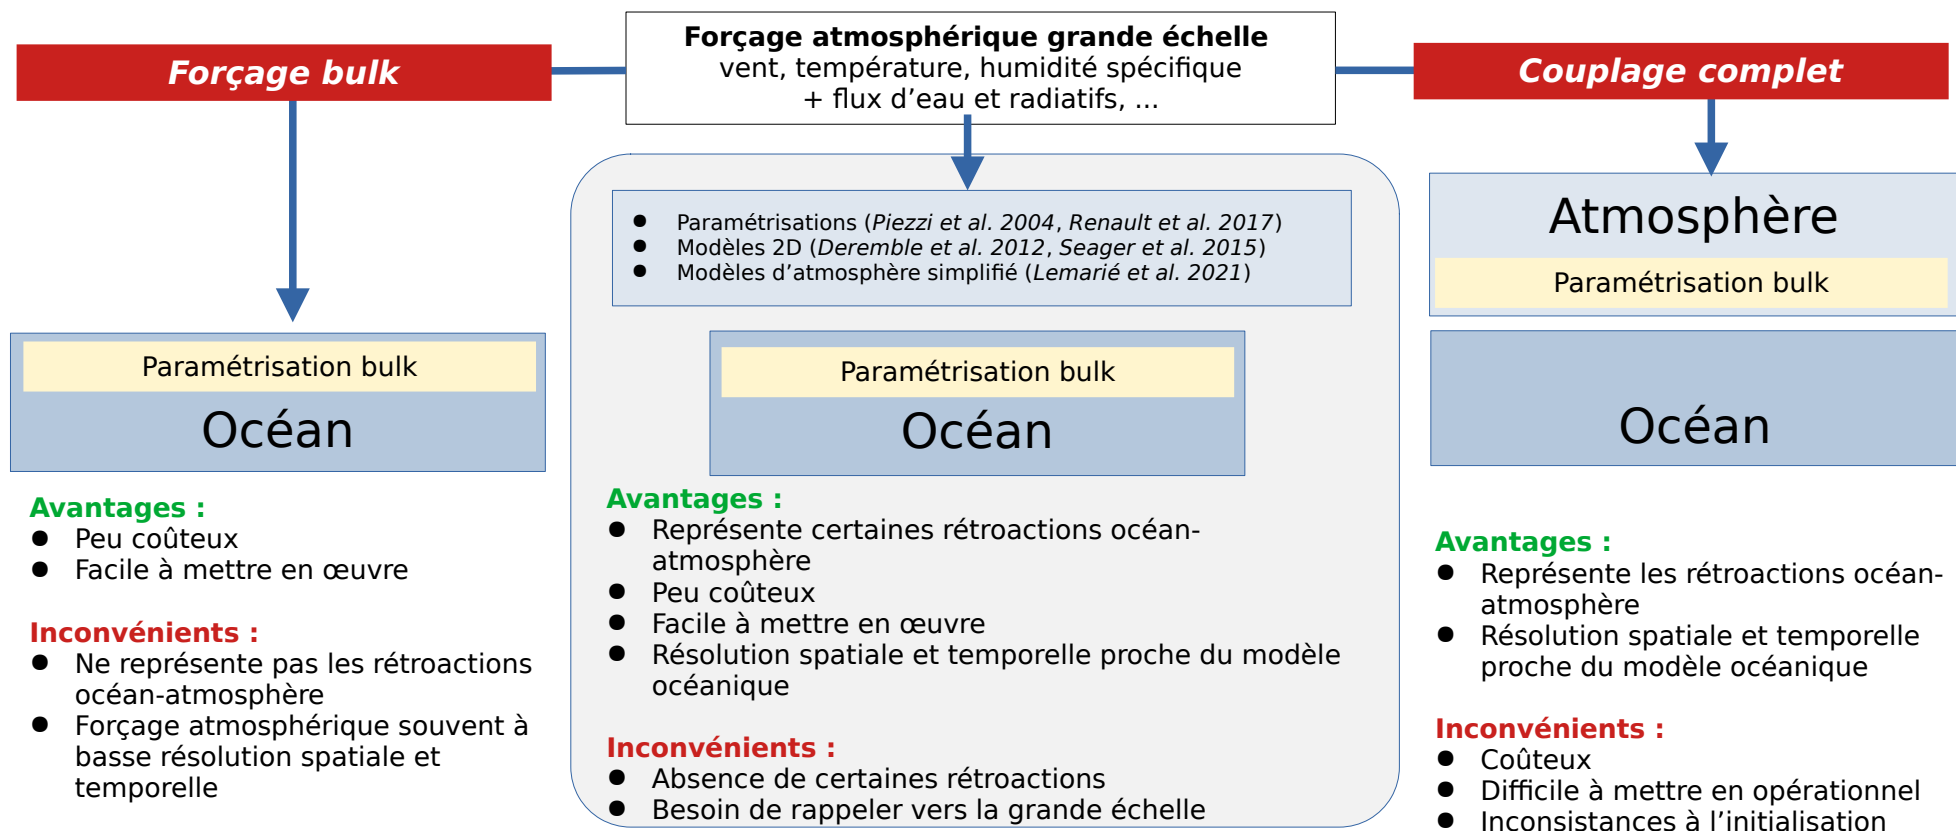 Forçage atmosphérique grande échelle
vent, température, humidité spécifique
+ flux d'eau et radiatifs, ...
Forçage bulk
Paramétrisation bulk
Océan
Avantages :
● Peu coûteux
● Facile à mettre en œuvre
Inconvénients :
● Ne représente pas les rétroactions
océan-atmosphère
● Forçage atmosphérique souvent à
basse résolution spatiale et
temporelle
● Paramétrisations (Piezzi et al. 2004, Renault et al. 2017)
● Modèles 2D (Deremble et al. 2012, Seager et al. 2015)
● Modèles d'atmosphère simplifié (Lemarié et al. 2021)
Paramétrisation bulk
Océan
Avantages :
● Représente certaines rétroactions océan-
atmosphère
● Peu coûteux
● Facile à mettre en œuvre
● Résolution spatiale et temporelle proche du modèle
océanique
Inconvénients :
● Absence de certaines rétroactions
● Besoin de rappeler vers la grande échelle
Couplage complet
Atmosphère
Paramétrisation bulk
Océan
Avantages :
● Représente les rétroactions océan-
atmosphère
● Résolution spatiale et temporelle
proche du modèle océanique
Inconvénients :
● Coûteux
● Difficile à mettre en opérationnel
● Inconsistances à l'initialisation